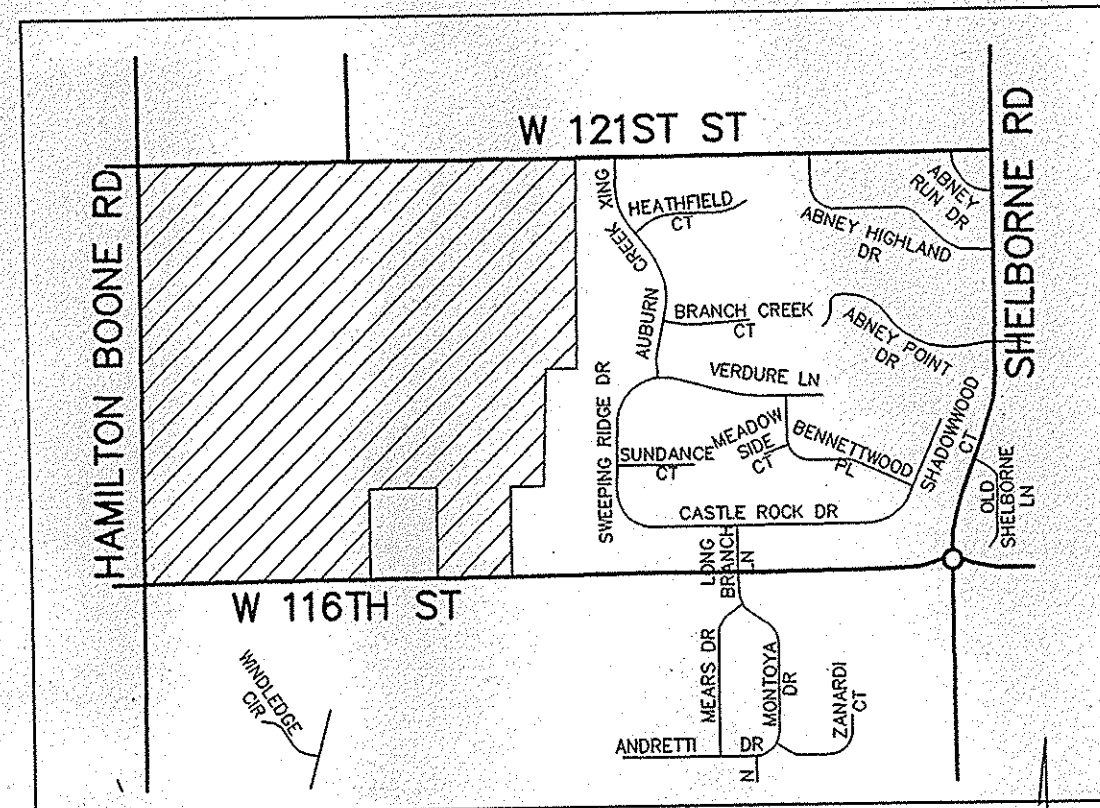 W 121ST ST
HAMILTON BOONE RD
SHELBORNE RD
XING
CREEK
AUBURN
HEATHFIELD
CT
ABNEY
RUN DR
ABNEY HIGHLAND
DR
BRANCH CREEK
CT
ABNEY POINT
DR
VERDURE LN
SWEEPING RIDGE DR
SUNDANCE
CT
MEADOW
SIDE
CT
BENNETTWOOD
PL
SHADOWWOOD
CT
OLD
SHELBORNE
LN
CASTLE ROCK DR
LONG
BRANCH
LN
W 116TH ST
WINDLEDGE
CIR
MEARS DR
MONTOYA
DR
ZANARDI
CT
ANDRETTI DR
N